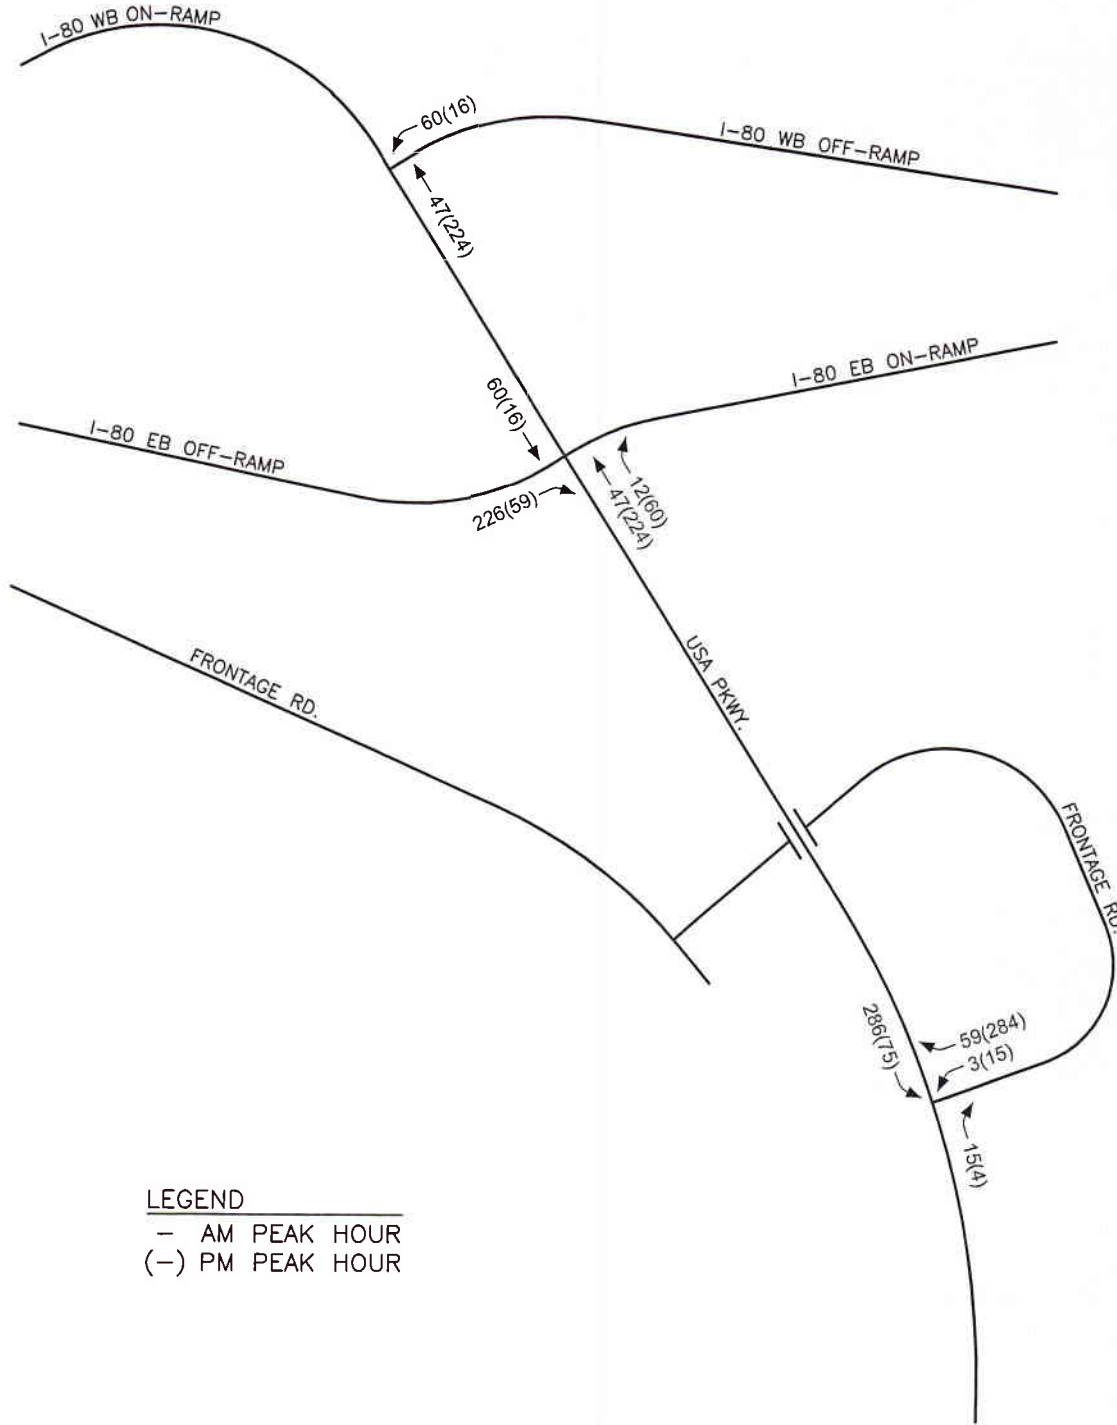 I-80 WB ON-RAMP
60(16)
I-80 WB OFF-RAMP
47(224)
I-80 EB ON-RAMP
60(16)
I-80 EB OFF-RAMP
226(59)
12(60)
47(224)
FRONTAGE RD.
USA PKWY.
FRONTAGE RD.
286(75)
59(284)
3(15)
15(4)
LEGEND
- AM PEAK HOUR
(-) PM PEAK HOUR